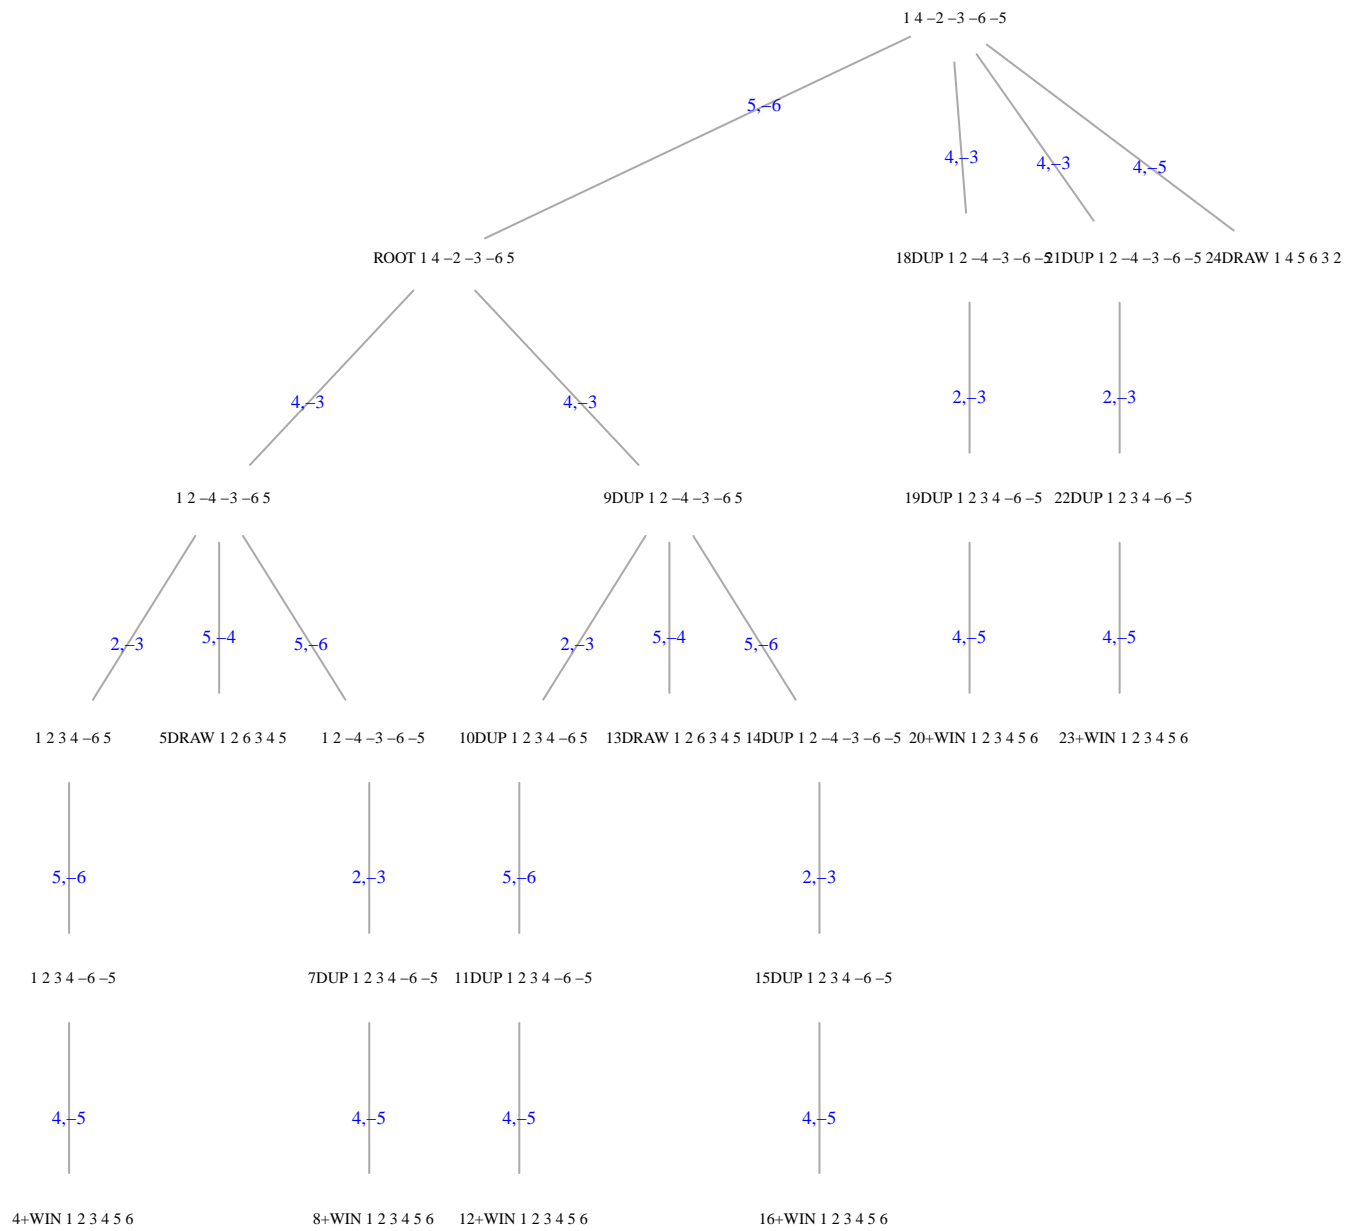 1 4 −2 −3 −6 −5
5,−6
4,−3
4,−3
4,−5
ROOT 1 4 −2 −3 −6 5
18DUP 1 2 −4 −3 −6 −5
21DUP 1 2 −4 −3 −6 −5
24DRAW 1 4 5 6 3 2
4,−3
4,−3
2,−3
2,−3
1 2 −4 −3 −6 5
9DUP 1 2 −4 −3 −6 5
19DUP 1 2 3 4 −6 −5
22DUP 1 2 3 4 −6 −5
2,−3
5,−4
5,−6
2,−3
5,−4
5,−6
4,−5
4,−5
1 2 3 4 −6 5
5DRAW 1 2 6 3 4 5
1 2 −4 −3 −6 −5
10DUP 1 2 3 4 −6 5
13DRAW 1 2 6 3 4 5
14DUP 1 2 −4 −3 −6 −5
20+WIN 1 2 3 4 5 6
23+WIN 1 2 3 4 5 6
5,−6
2,−3
5,−6
2,−3
1 2 3 4 −6 −5
7DUP 1 2 3 4 −6 −5
11DUP 1 2 3 4 −6 −5
15DUP 1 2 3 4 −6 −5
4,−5
4,−5
4,−5
4,−5
4+WIN 1 2 3 4 5 6
8+WIN 1 2 3 4 5 6
12+WIN 1 2 3 4 5 6
16+WIN 1 2 3 4 5 6